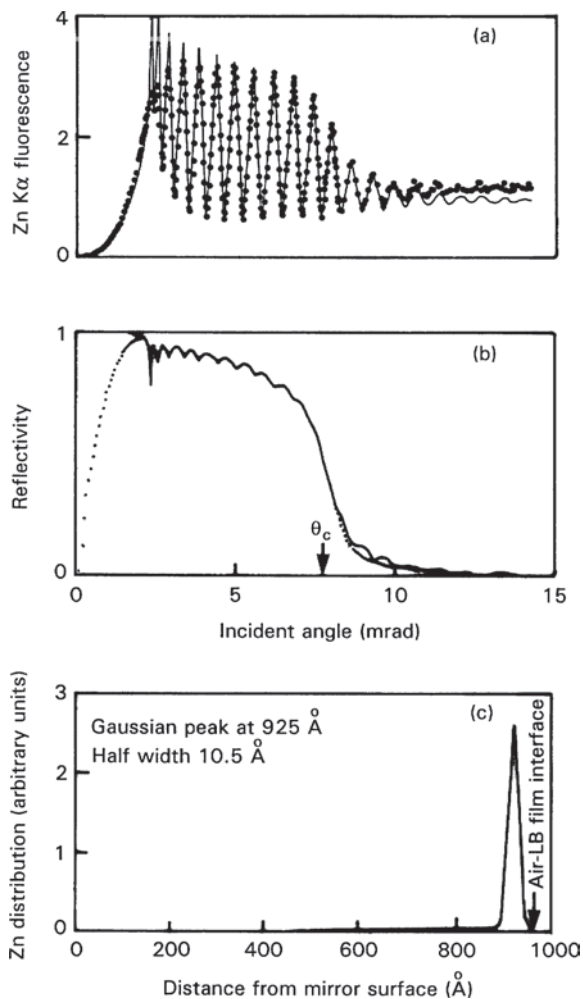 (a)
4
2
0
Zn Kα fluorescence
(b)
1
0
Reflectivity
θc
0 5 10 15
Incident angle (mrad)
(c)
3
2
1
0
Zn distribution (arbitrary units)
Gaussian peak at 925 Å
Half width 10.5 Å
Air-LB film interface
0 200 400 600 800 1000
Distance from mirror surface (Å)